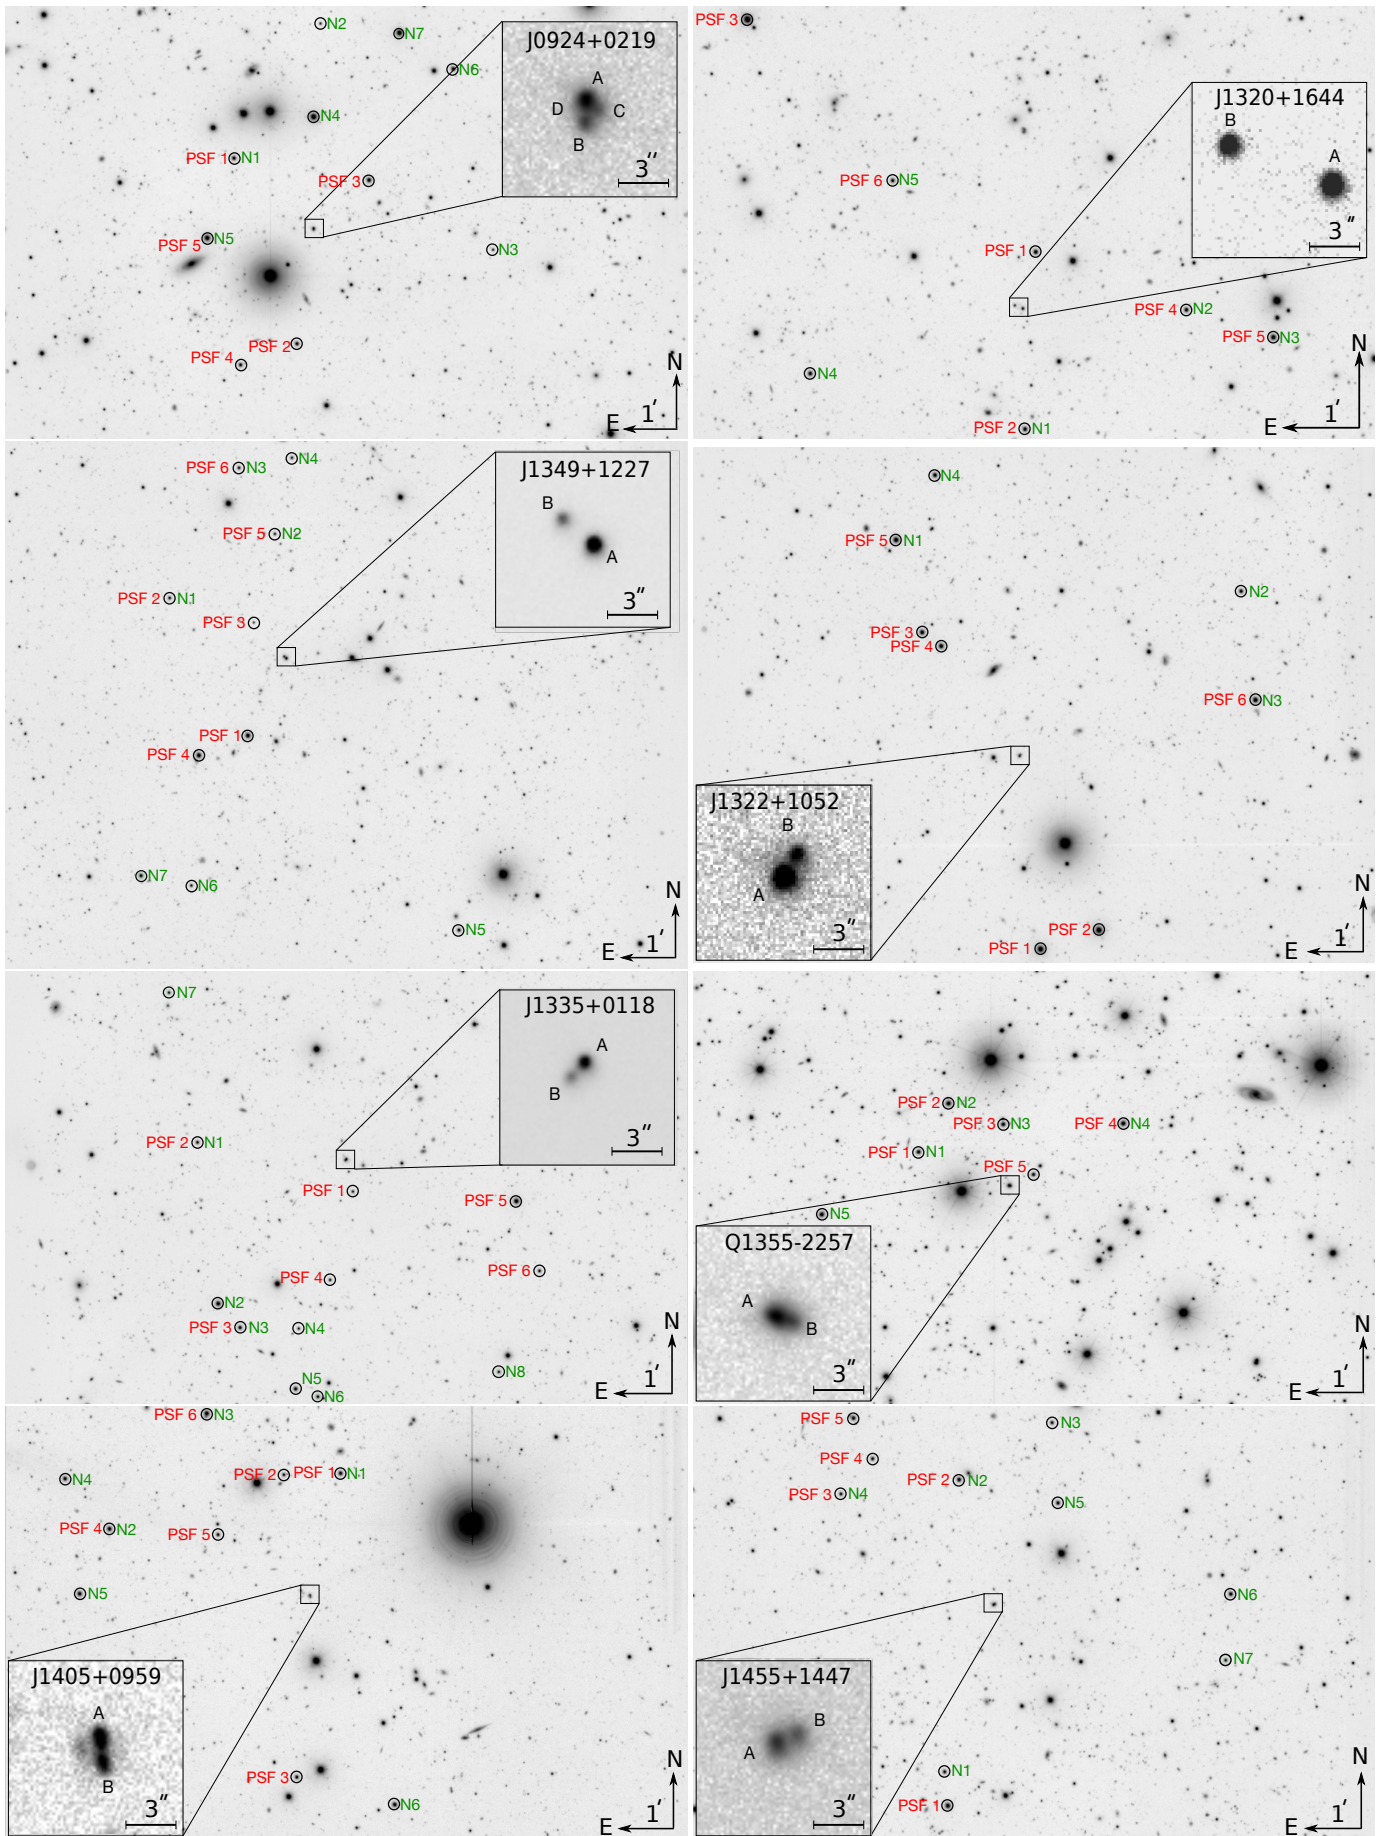 N2
N7
J0924+0219
N6
A
D
C
B
N4
PSF 1 N1
PSF 3
3"
PSF 5 N5
N3
PSF 2
PSF 4
N
E 1'
PSF 3
J1320+1644
B
A
PSF 6 N5
3"
PSF 1
PSF 4 N2
PSF 5 N3
N4
N
PSF 2 N1
E 1'
N4
PSF 6 N3
J1349+1227
B
A
PSF 5 N2
PSF 2 N1
3"
PSF 3
PSF 1
PSF 4
N7
N6
N
N5
E 1'
N4
PSF 5 N1
N2
PSF 3
PSF 4
PSF 6 N3
J1322+1052
B
A
3"
N
PSF 2
PSF 1
E 1'
N7
J1335+0118
A
B
PSF 2 N1
3"
PSF 1
PSF 5
PSF 4
PSF 6
N2
PSF 3 N3
N4
N
N8
N5
N6
E 1'
PSF 2 N2
PSF 3 N3
PSF 4 N4
PSF 1 N1
PSF 5
N5
Q1355-2257
A
B
3"
N
E 1'
PSF 6 N3
PSF 2
PSF 1 N1
N4
PSF 4 N2
PSF 5
N5
J1405+0959
A
B
3"
PSF 3
N6
N
E 1'
PSF 5
N3
PSF 4
PSF 2 N2
PSF 3 N4
N5
N6
N7
J1455+1447
B
A
3"
N1
PSF 1
N
E 1'